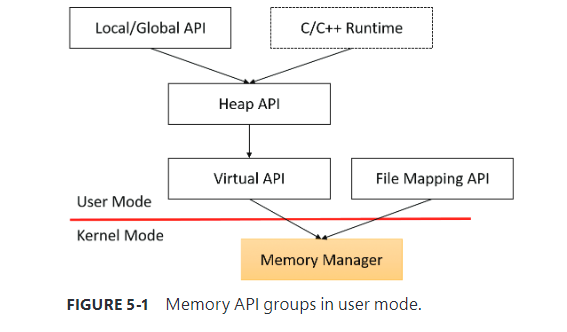 Local/Global API
C/C++ Runtime
Heap API
Virtual API
File Mapping API
User Mode
Kernel Mode
Memory Manager
FIGURE 5-1 Memory API groups in user mode.